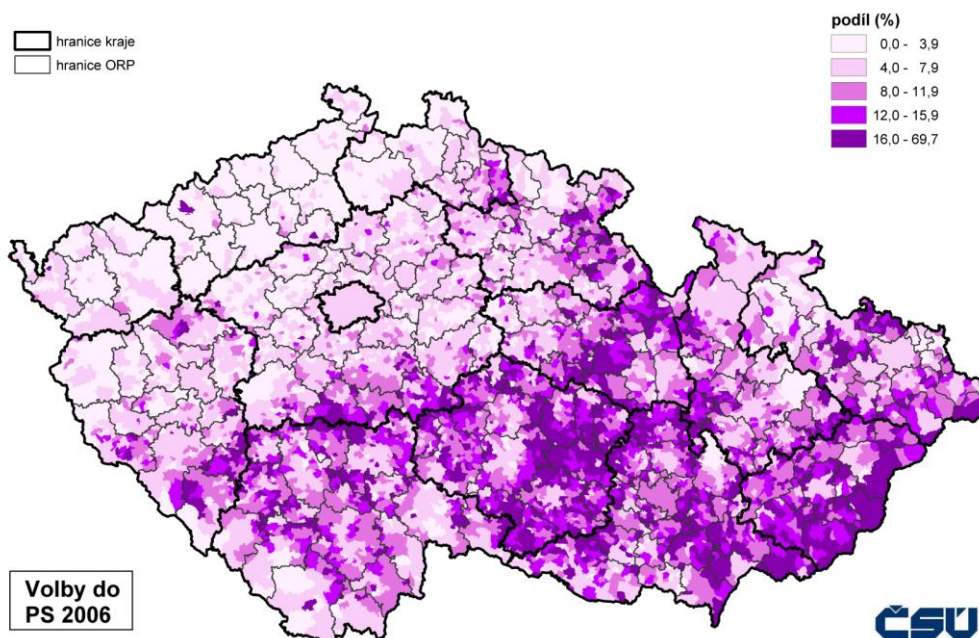 hranice kraje
hranice ORP
podíl (%)
0,0 - 3,9
4,0 - 7,9
8,0 - 11,9
12,0 - 15,9
16,0 - 69,7
Volby do
PS 2006
ČSÚ